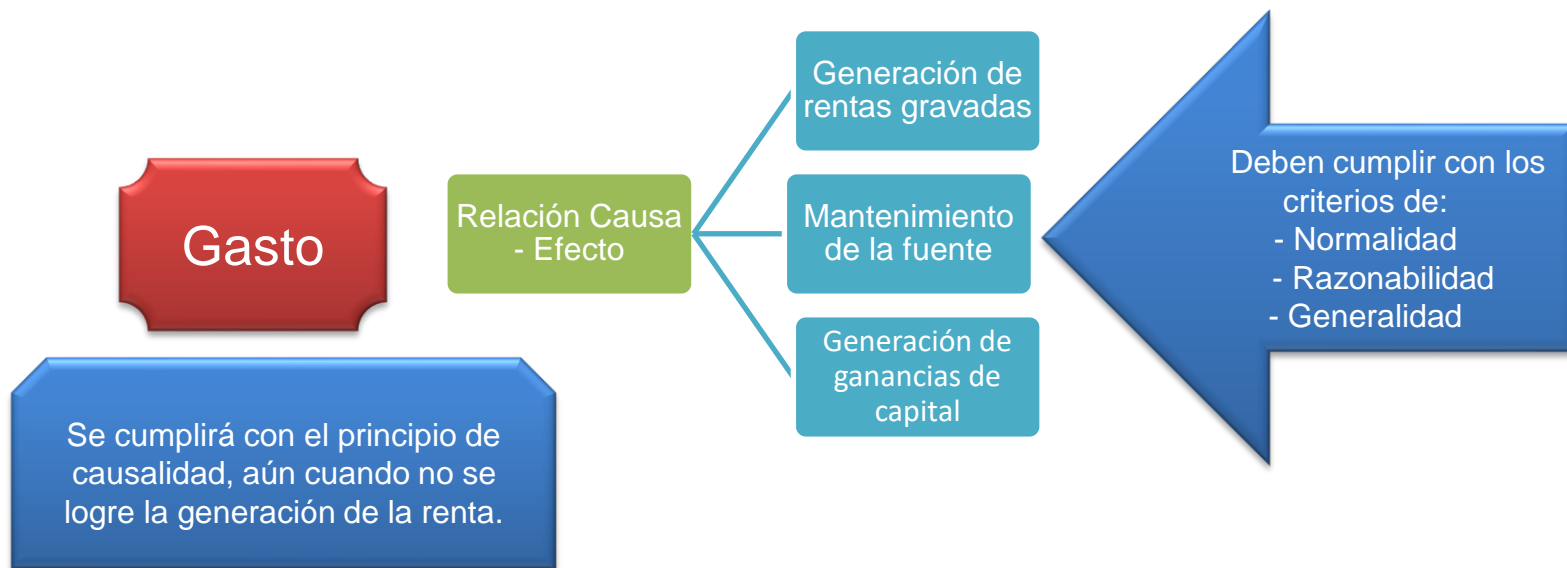 Gasto
Se cumplirá con el principio de
causalidad, aún cuando no se
logre la generación de la renta.
Relación Causa
- Efecto
Generación de
rentas gravadas
Mantenimiento
de la fuente
Generación de
ganancias de
capital
Deben cumplir con los
criterios de:
- Normalidad
- Razonabilidad
- Generalidad